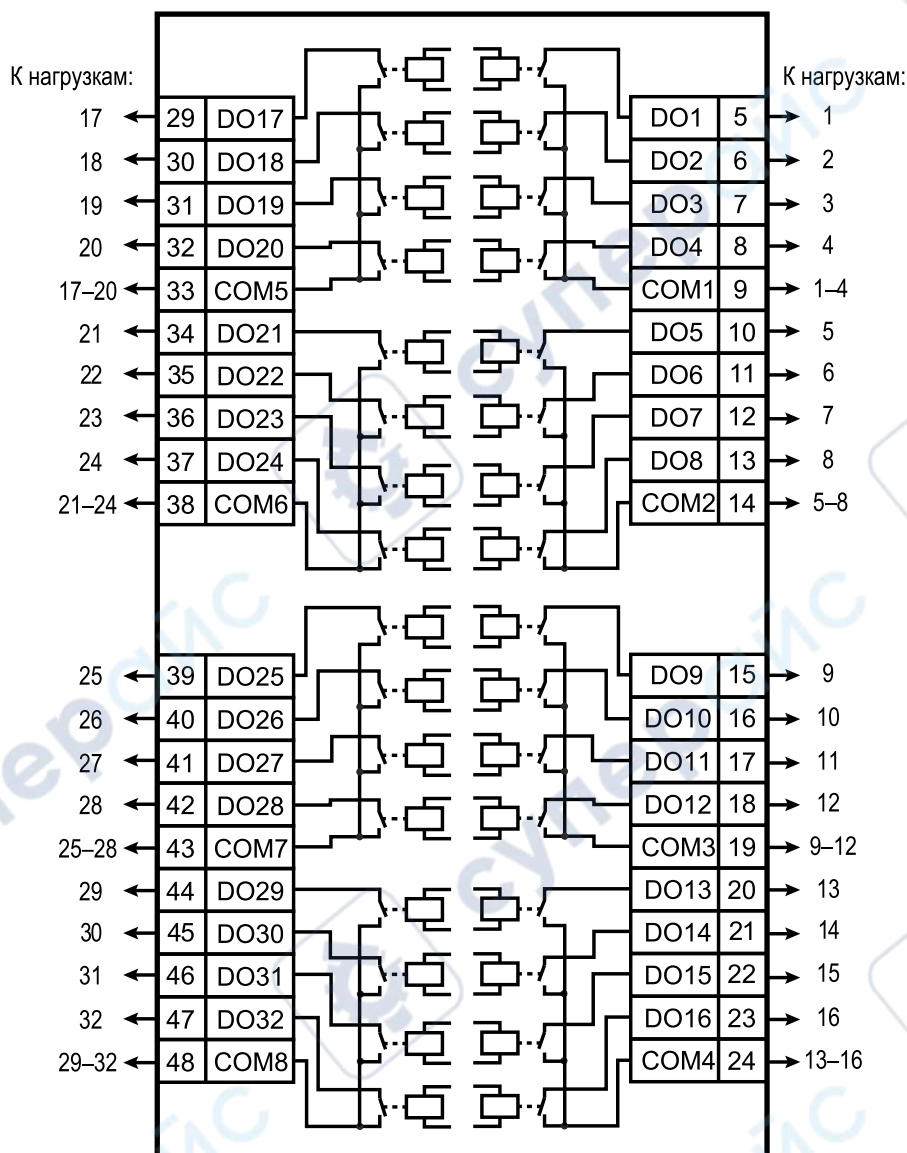 К нагрузкам: К нагрузкам:
17 29 DO17 DO1 5 1
18 30 DO18 DO2 6 2
19 31 DO19 DO3 7 3
20 32 DO20 DO4 8 4
17–20 33 COM5 COM1 9 1–4
21 34 DO21 DO5 10 5
22 35 DO22 DO6 11 6
23 36 DO23 DO7 12 7
24 37 DO24 DO8 13 8
21–24 38 COM6 COM2 14 5–8
25 39 DO25 DO9 15 9
26 40 DO26 DO10 16 10
27 41 DO27 DO11 17 11
28 42 DO28 DO12 18 12
25–28 43 COM7 COM3 19 9–12
29 44 DO29 DO13 20 13
30 45 DO30 DO14 21 14
31 46 DO31 DO15 22 15
32 47 DO32 DO16 23 16
29–32 48 COM8 COM4 24 13–16
суперайс
суперайс